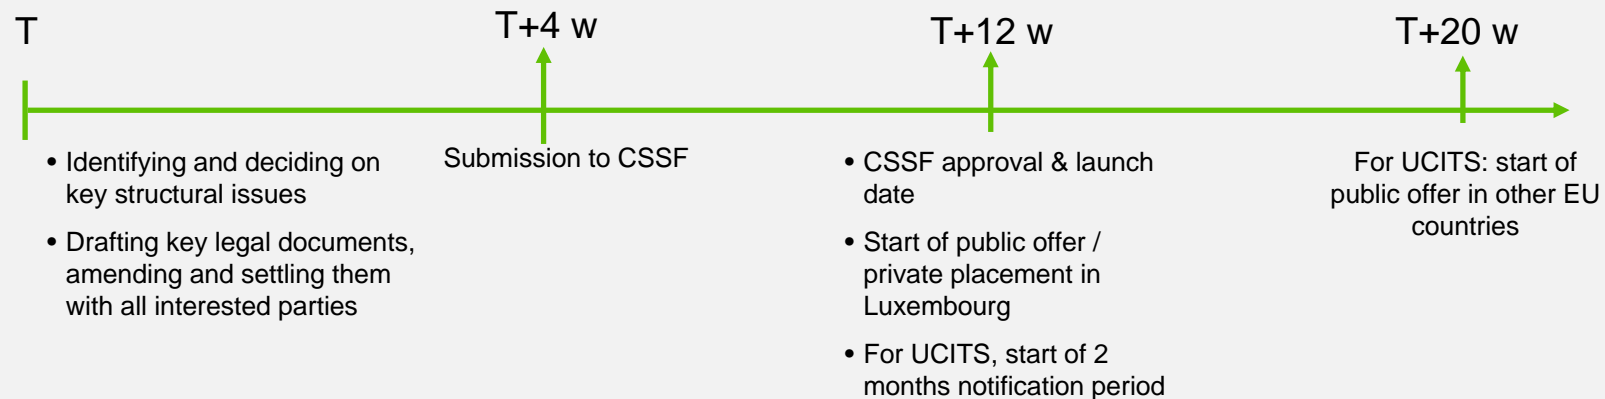 T
T+4 w
T+12 w
T+20 w
• Identifying and deciding on
key structural issues
• Drafting key legal documents,
amending and settling them
with all interested parties
Submission to CSSF
• CSSF approval & launch
date
• Start of public offer /
private placement in
Luxembourg
• For UCITS, start of 2
months notification period
For UCITS: start of
public offer in other EU
countries